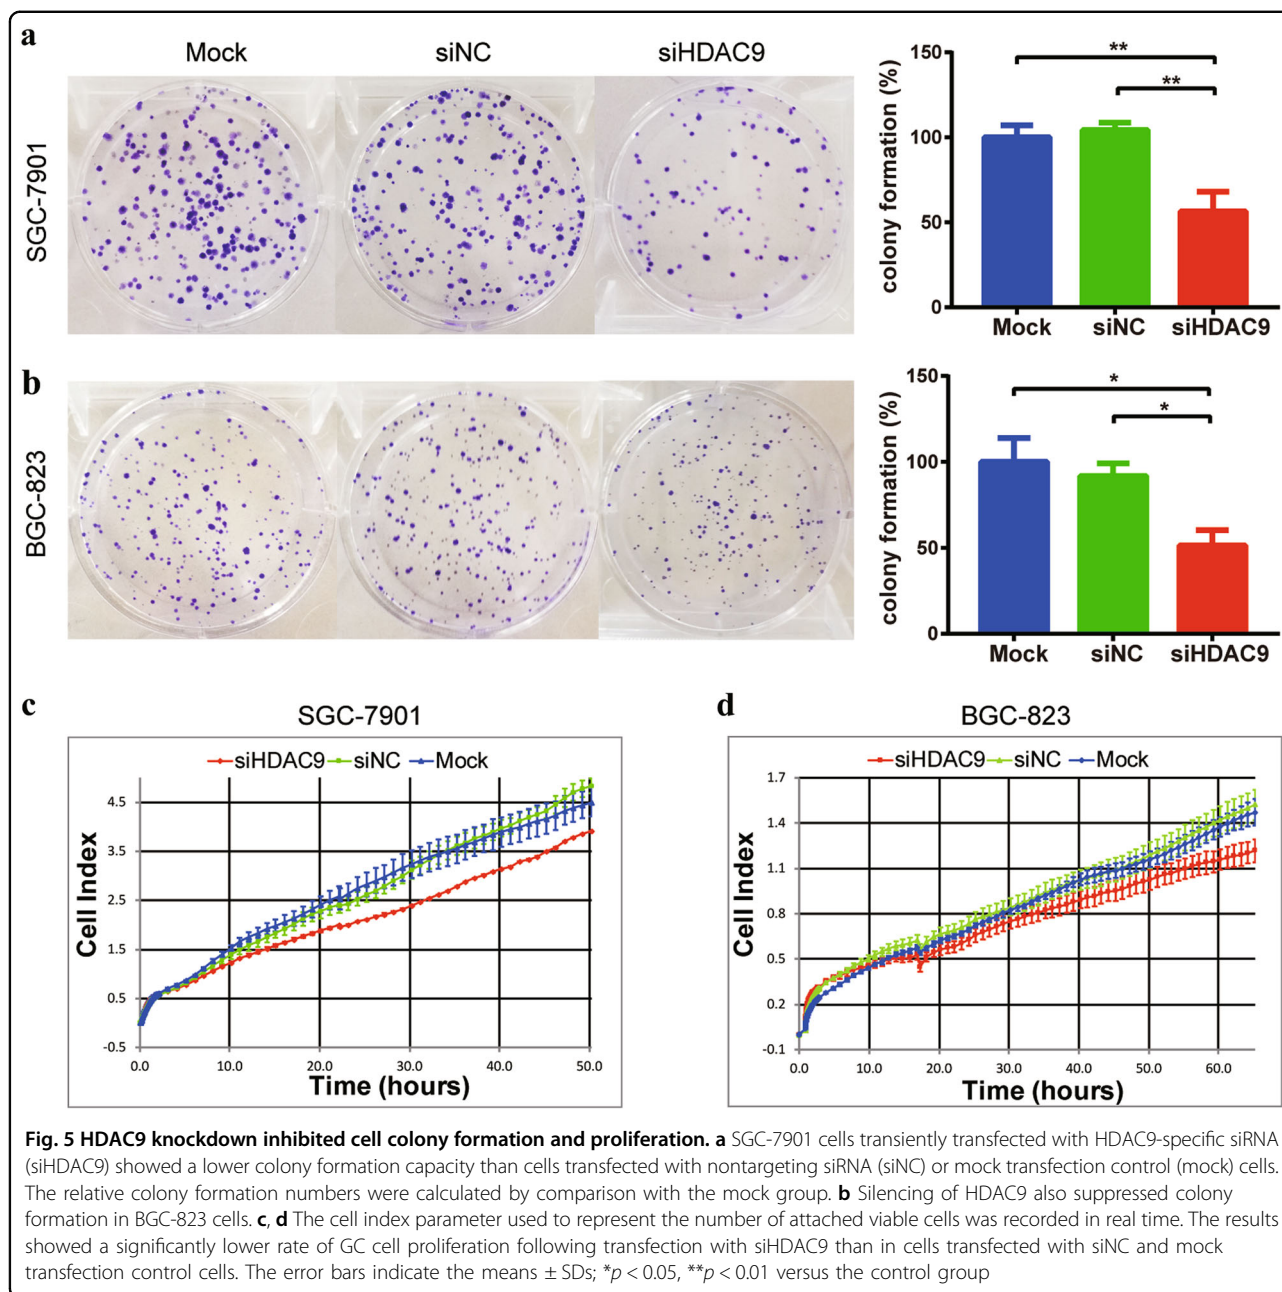 a
Mock siNC siHDAC9
SGC-7901
colony formation (%)
150
100
50
0
** 
**
Mock siNC siHDAC9
b
BGC-823
colony formation (%)
150
100
50
0
*
*
Mock siNC siHDAC9
c
SGC-7901
siHDAC9 siNC Mock
Cell Index
4.5
3.5
2.5
1.5
0.5
-0.5
0.0 10.0 20.0 30.0 40.0 50.0
Time (hours)
d
BGC-823
siHDAC9 siNC Mock
Cell Index
1.7
1.4
1.1
0.8
0.5
0.2
-0.1
0.0 10.0 20.0 30.0 40.0 50.0 60.0
Time (hours)
Fig. 5 HDAC9 knockdown inhibited cell colony formation and proliferation. a SGC-7901 cells transiently transfected with HDAC9-specific siRNA
(siHDAC9) showed a lower colony formation capacity than cells transfected with nontargeting siRNA (siNC) or mock transfection control (mock) cells.
The relative colony formation numbers were calculated by comparison with the mock group. b Silencing of HDAC9 also suppressed colony
formation in BGC-823 cells. c, d The cell index parameter used to represent the number of attached viable cells was recorded in real time. The results
showed a significantly lower rate of GC cell proliferation following transfection with siHDAC9 than in cells transfected with siNC and mock
transfection control cells. The error bars indicate the means ± SDs; *p < 0.05, **p < 0.01 versus the control group